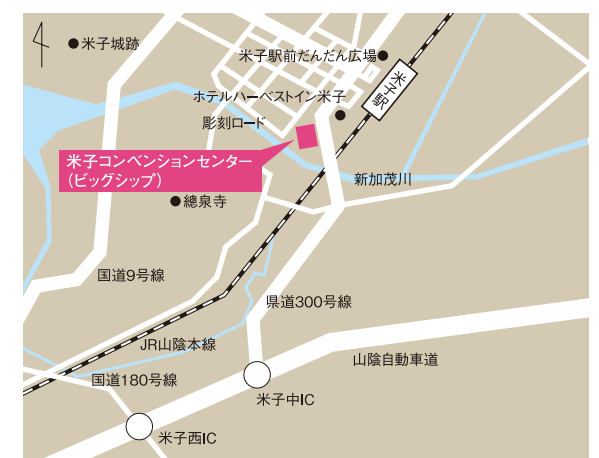 米子城跡
米子駅前だんだん広場
米子駅
ホテルハーベストイン米子
彫刻ロード
米子コンベンションセンター
(ビッグシップ)
新加茂川
總泉寺
国道9号線
県道300号線
JR山陰本線
山陰自動車道
国道180号線
米子中IC
米子西IC